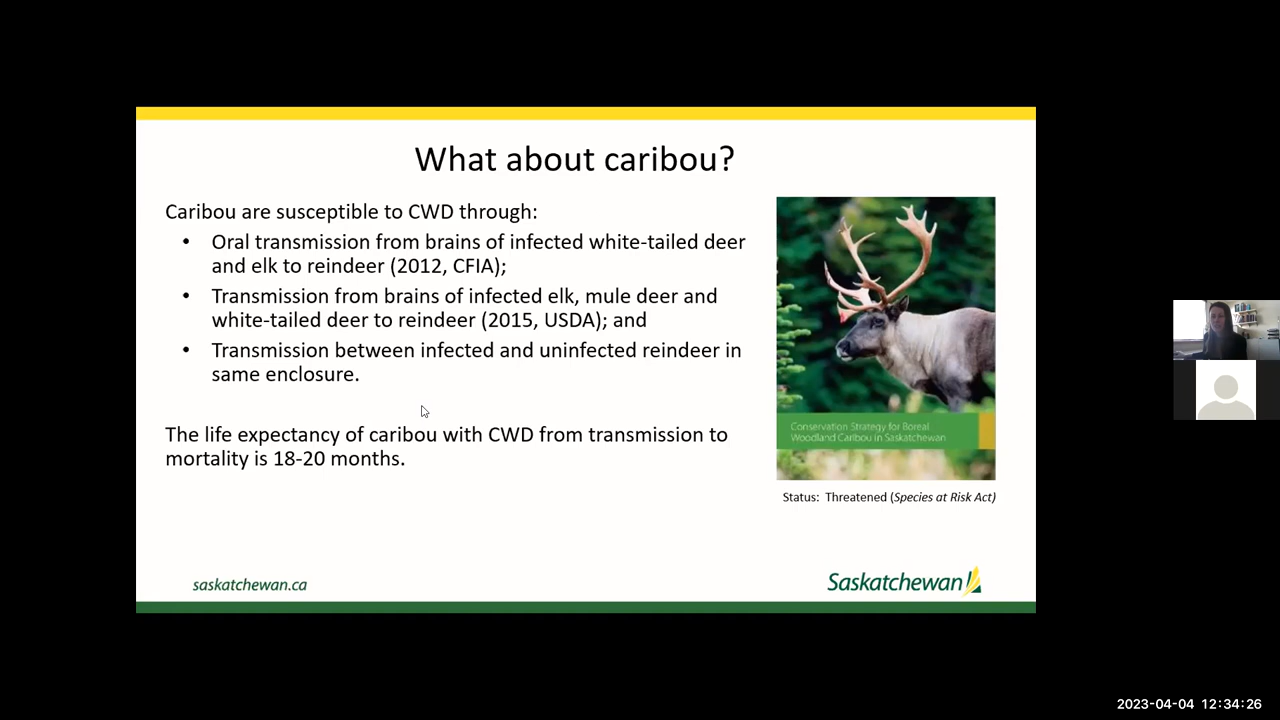 What about caribou?
Caribou are susceptible to CWD through:
• Oral transmission from brains of infected white-tailed deer
and elk to reindeer (2012, CFIA);
• Transmission from brains of infected elk, mule deer and
white-tailed deer to reindeer (2015, USDA); and
• Transmission between infected and uninfected reindeer in
same enclosure.
The life expectancy of caribou with CWD from transmission to
mortality is 18-20 months.
Conservation Strategy for Boreal
Woodland Caribou in Saskatchewan
Status: Threatened (Species at Risk Act)
saskatchewan.ca
Saskatchewan
2023-04-04 12:34:26